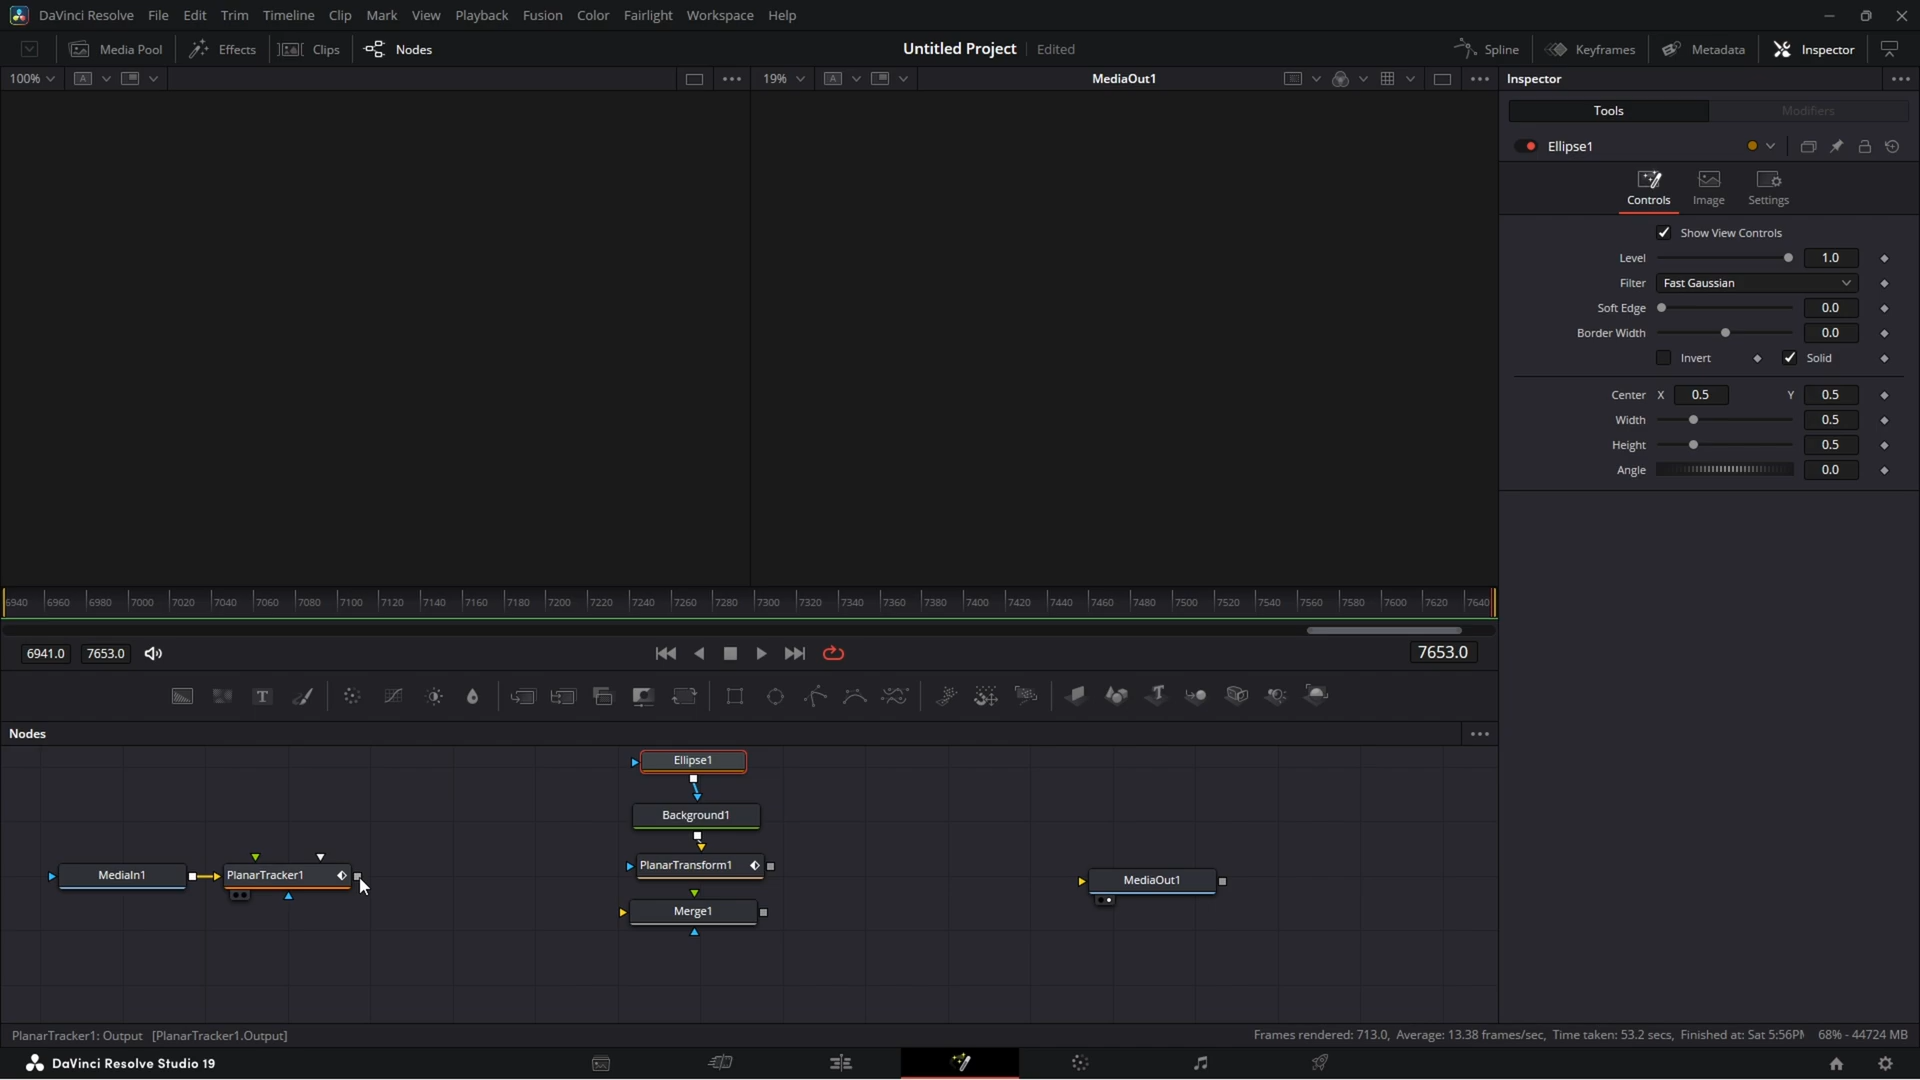 DaVinci Resolve File Edit Trim Timeline Clip Mark View Playback Fusion Color Fairlight Workspace Help
Media Pool Effects Clips Nodes Untitled Project Edited Spline Keyframes Metadata Inspector
100% A 19% A MediaOut1 Inspector
Tools Modifiers
Ellipse1
Controls Image Settings
Show View Controls
Level 1.0
Filter Fast Gaussian
Soft Edge 0.0
Border Width 0.0
Invert Solid
Center X 0.5 Y 0.5
Width 0.5
Height 0.5
Angle 0.0
6940 6960 6980 7000 7020 7040 7060 7080 7100 7120 7140 7160 7180 7200 7220 7240 7260 7280 7300 7320 7340 7360 7380 7400 7420 7440 7460 7480 7500 7520 7540 7560 7580 7600 7620 7640
6941.0 7653.0 7653.0
T T
Nodes
Ellipse1
Background1
PlanarTransform1
MediaIn1 PlanarTracker1 MediaOut1
Merge1
PlanarTracker1: Output [PlanarTracker1.Output] Frames rendered: 713.0, Average: 13.38 frames/sec, Time taken: 53.2 secs, Finished at: Sat 5:56PM 68% - 44724 MB
DaVinci Resolve Studio 19